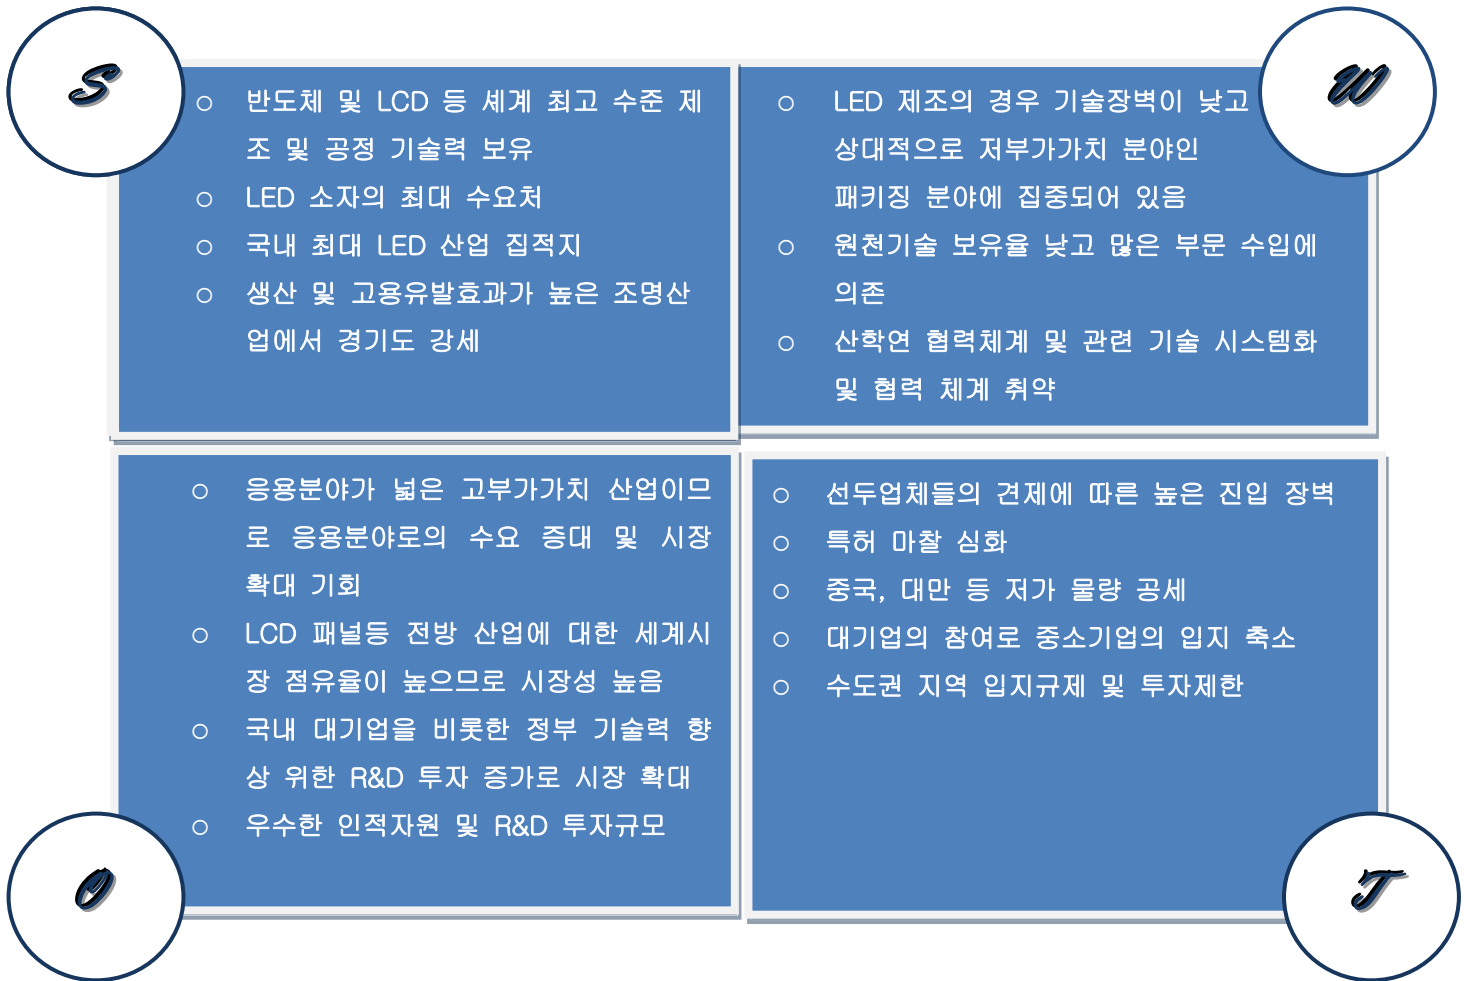 S
○ 반도체 및 LCD 등 세계 최고 수준 제
조 및 공정 기술력 보유
○ LED 소자의 최대 수요처
○ 국내 최대 LED 산업 집적지
○ 생산 및 고용유발효과가 높은 조명산
업에서 경기도 강세
W
○ LED 제조의 경우 기술장벽이 낮고
상대적으로 저부가가치 분야인
패키징 분야에 집중되어 있음
○ 원천기술 보유율 낮고 많은 부문 수입에
의존
○ 산학연 협력체계 및 관련 기술 시스템화
및 협력 체계 취약
O
○ 응용분야가 넓은 고부가가치 산업이므
로 응용분야로의 수요 증대 및 시장
확대 기회
○ LCD 패널등 전방 산업에 대한 세계시
장 점유율이 높으므로 시장성 높음
○ 국내 대기업을 비롯한 정부 기술력 향
상 위한 R&D 투자 증가로 시장 확대
○ 우수한 인적자원 및 R&D 투자규모
T
○ 선두업체들의 견제에 따른 높은 진입 장벽
○ 특허 마찰 심화
○ 중국, 대만 등 저가 물량 공세
○ 대기업의 참여로 중소기업의 입지 축소
○ 수도권 지역 입지규제 및 투자제한